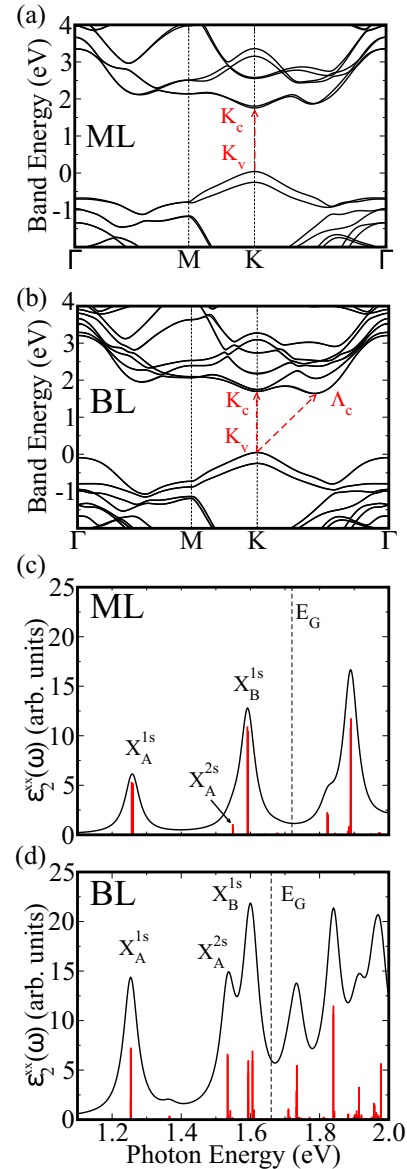 (a)
4
3
2
1
0
-1
Band Energy (eV)
ML
K_c
K_v
Γ M K Γ
(b)
4
3
2
1
0
-1
Band Energy (eV)
BL
K_c
Λ_c
K_v
Γ M K Γ
(c)
25
20
15
10
5
0
ε₂^xx(ω) (arb. units)
ML
E_G
X_B^1s
X_A^1s
X_A^2s
(d)
25
20
15
10
5
0
ε₂^xx(ω) (arb. units)
BL
X_B^1s
E_G
X_A^1s
X_A^2s
1.2 1.4 1.6 1.8 2.0
Photon Energy (eV)